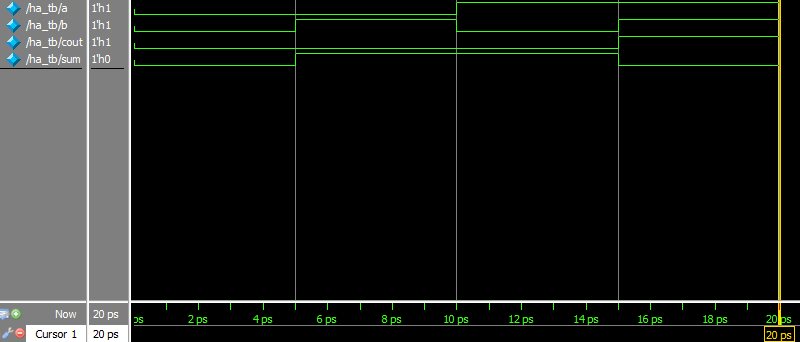 /ha_tb/a 1'h1
/ha_tb/b 1'h1
/ha_tb/cout 1'h1
/ha_tb/sum 1'h0
Now 20 ps ps 2 ps 4 ps 6 ps 8 ps 10 ps 12 ps 14 ps 16 ps 18 ps 20 ps
Cursor 1 20 ps 20 ps